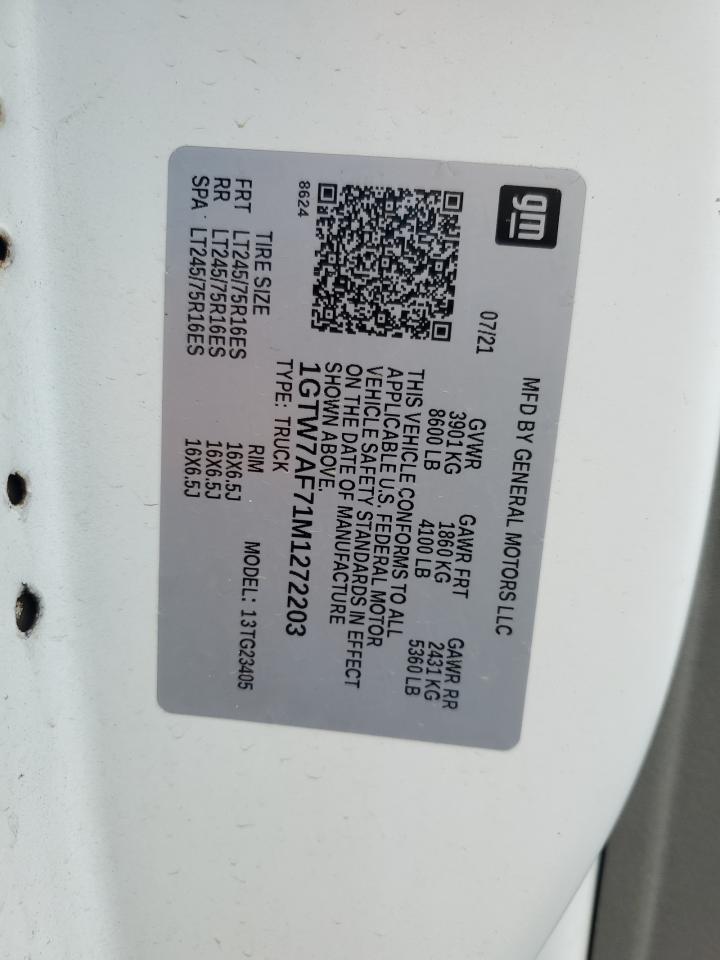 gm
MFD BY GENERAL MOTORS LLC
07/21
GVWR GAWR FRT GAWR RR
3901 KG 1860 KG 2431 KG
8600 LB 4100 LB 5360 LB
THIS VEHICLE CONFORMS TO ALL
APPLICABLE U.S. FEDERAL MOTOR
VEHICLE SAFETY STANDARDS IN EFFECT
ON THE DATE OF MANUFACTURE
SHOWN ABOVE.
1GTW7AF71M1272203
8624
TYPE: TRUCK
MODEL: 13TG23405
TIRE SIZE RIM
FRT LT245/75R16ES 16X6.5J
RR LT245/75R16ES 16X6.5J
SPA LT245/75R16ES 16X6.5J